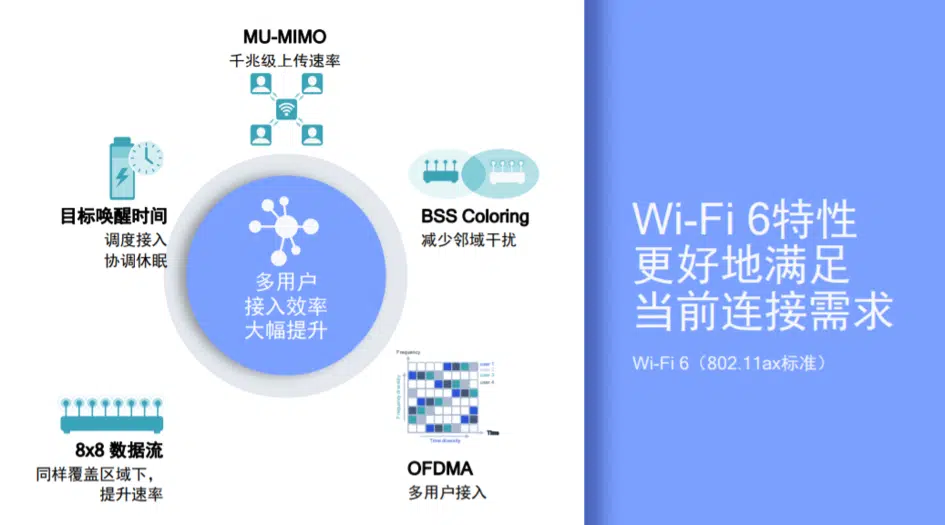 MU-MIMO
千兆级上传速率
目标唤醒时间
调度接入
协调休眠
BSS Coloring
减少邻域干扰
多用户
接入效率
大幅提升
8x8 数据流
同样覆盖区域下，
提升速率
Frequency
user 1
user 2
user 3
user 4
Frequency diversity
Time
Time diversity
OFDMA
多用户接入
Wi-Fi 6特性
更好地满足
当前连接需求
Wi-Fi 6（802.11ax标准）